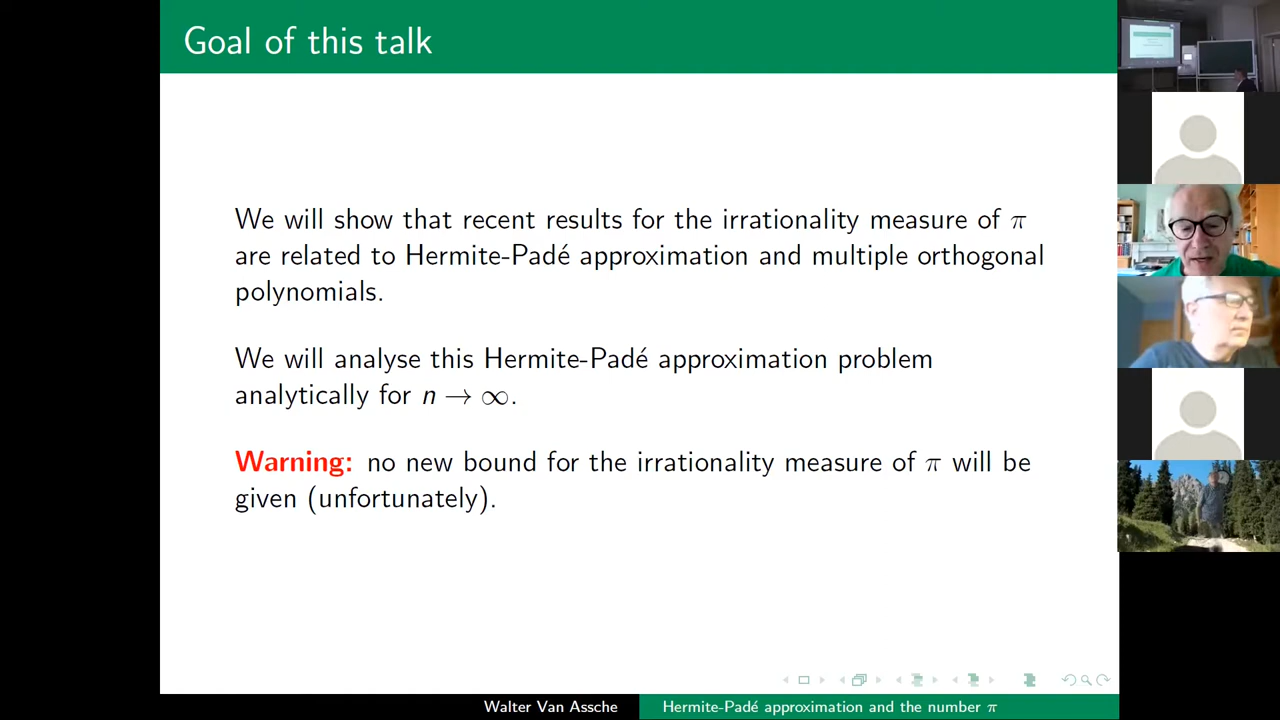 Goal of this talk
We will show that recent results for the irrationality measure of π
are related to Hermite-Padé approximation and multiple orthogonal
polynomials.
We will analyse this Hermite-Padé approximation problem
analytically for n → ∞.
Warning: no new bound for the irrationality measure of π will be
given (unfortunately).
Walter Van Assche
Hermite-Padé approximation and the number π